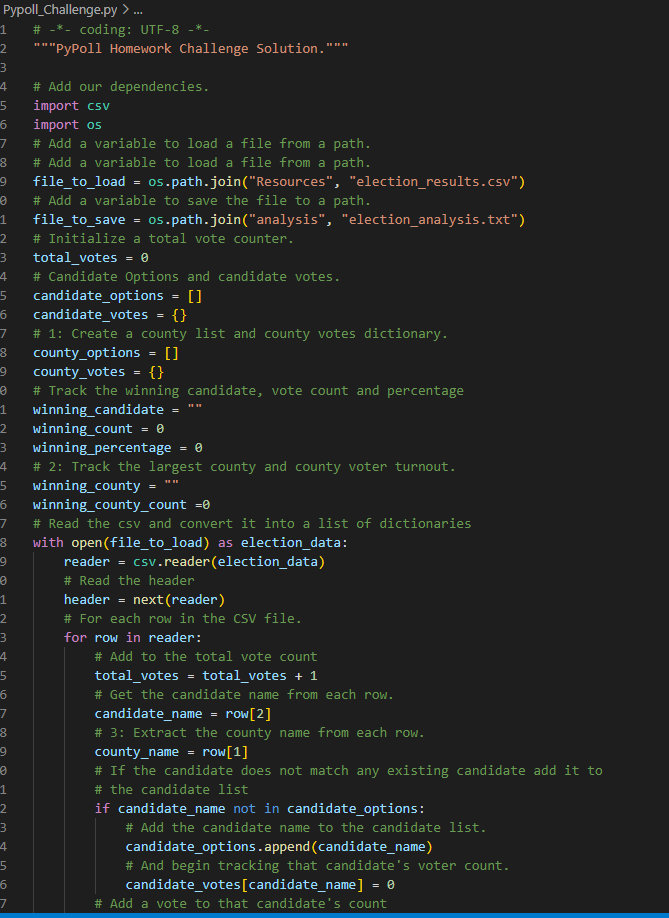 Pypoll_Challenge.py > ...
1 # -*- coding: UTF-8 -*-
2 """PyPoll Homework Challenge Solution."""
3
4 # Add our dependencies.
5 import csv
6 import os
7 # Add a variable to load a file from a path.
8 # Add a variable to load a file from a path.
9 file_to_load = os.path.join("Resources", "election_results.csv")
0 # Add a variable to save the file to a path.
1 file_to_save = os.path.join("analysis", "election_analysis.txt")
2 # Initialize a total vote counter.
3 total_votes = 0
4 # Candidate Options and candidate votes.
5 candidate_options = []
6 candidate_votes = {}
7 # 1: Create a county list and county votes dictionary.
8 county_options = []
9 county_votes = {}
0 # Track the winning candidate, vote count and percentage
1 winning_candidate = ""
2 winning_count = 0
3 winning_percentage = 0
4 # 2: Track the largest county and county voter turnout.
5 winning_county = ""
6 winning_county_count =0
7 # Read the csv and convert it into a list of dictionaries
8 with open(file_to_load) as election_data:
9     reader = csv.reader(election_data)
0     # Read the header
1     header = next(reader)
2     # For each row in the CSV file.
3     for row in reader:
4         # Add to the total vote count
5         total_votes = total_votes + 1
6         # Get the candidate name from each row.
7         candidate_name = row[2]
8         # 3: Extract the county name from each row.
9         county_name = row[1]
0         # If the candidate does not match any existing candidate add it to
1         # the candidate list
2         if candidate_name not in candidate_options:
3             # Add the candidate name to the candidate list.
4             candidate_options.append(candidate_name)
5             # And begin tracking that candidate's voter count.
6             candidate_votes[candidate_name] = 0
7         # Add a vote to that candidate's count